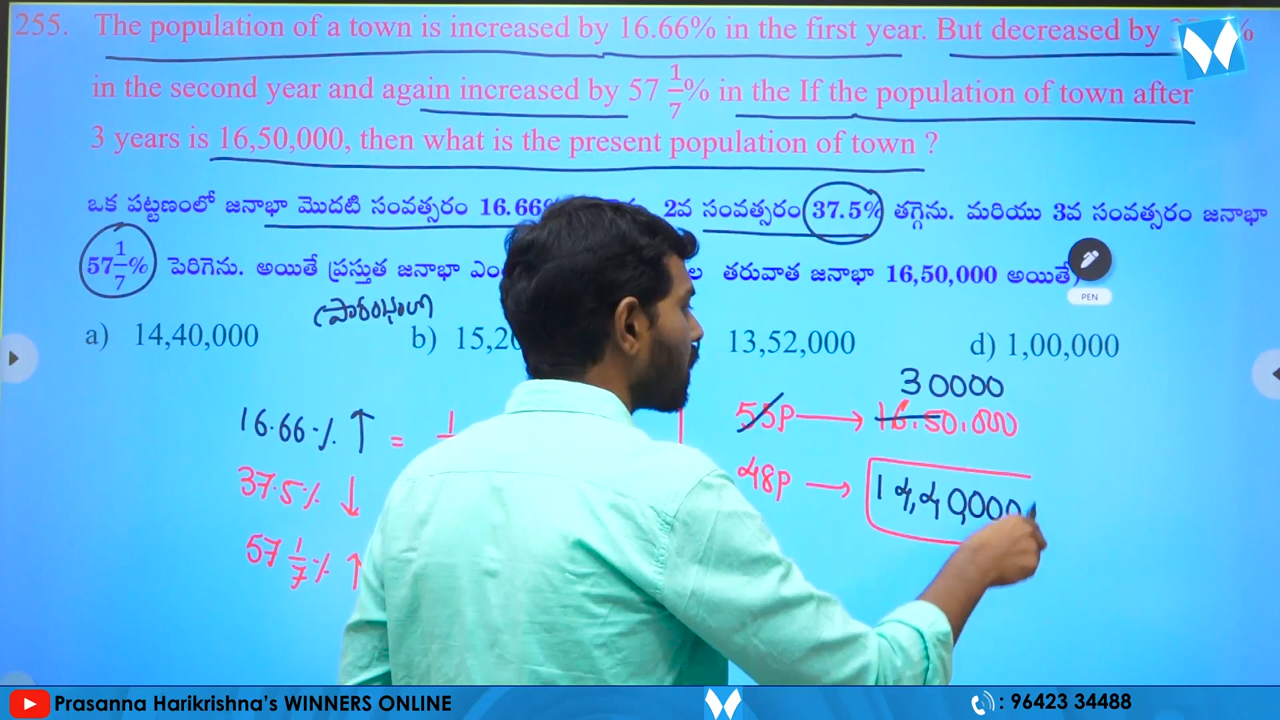 255. The population of a town is increased by 16.66% in the first year. But decreased by %
in the second year and again increased by 57 1/7% in the If the population of town after
3 years is 16,50,000, then what is the present population of town ?
ఒక పట్టణంలో జనాభా మొదటి సంవత్సరం 16.66% 2వ సంవత్సరం 37.5% తగ్గెను. మరియు 3వ సంవత్సరం జనాభా
57 1/7% పెరిగెను. అయితే ప్రస్తుత జనాభా తరువాత జనాభా 16,50,000 అయితే)
(ప్రారంభంలో)
PEN
a) 14,40,000 b) 13,52,000 d) 1,00,000
30000
16.66% ↑ = 55P → 16.50.000
37.5% ↓ 48P → 14,40,000
57 1/7% ↑
Prasanna Harikrishna's WINNERS ONLINE : 96423 34488